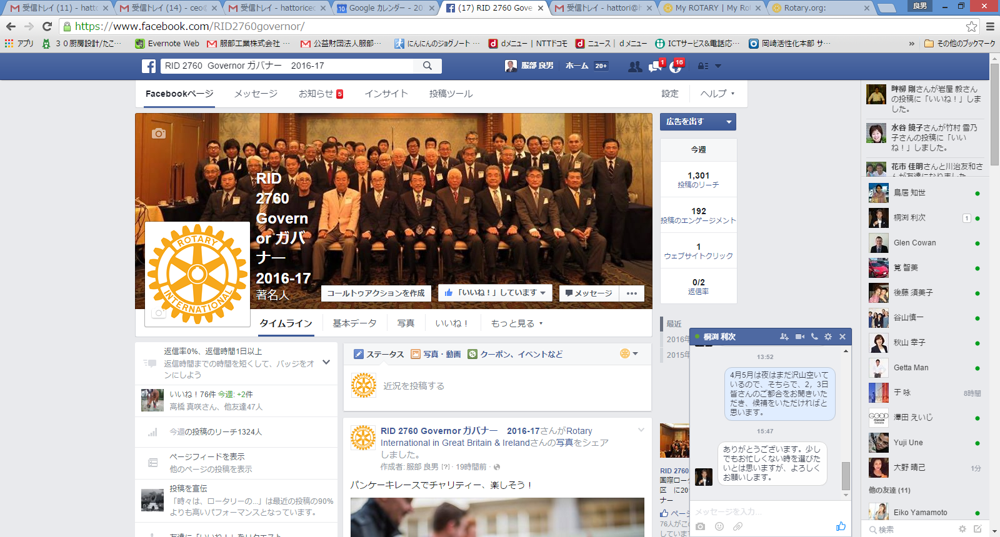 受信トレイ (11) - hatto
受信トレイ (14) - ceo@
受信トレイ - hattoricec
Google カレンダー - 20
(17) RID 2760 Gove
受信トレイ - hattori@h
My ROTARY | My Ro
Rotary.org:
良男
https://www.facebook.com/RID2760governor/
アプリ
30厨房設計/たこ…
Evernote Web
服部工業株式会社 …
公益財団法人服部…
にんにんのジョグノート …
dメニュー | NTTドコモ
ニュース | dメニュー
ICTサービス&電話応…
岡崎活性化本部 サ…
»
その他のブックマーク
RID 2760 Governor ガバナー 2016-17
服部 良男
ホーム 20+
1
16
Facebookページ
メッセージ
お知らせ 5
インサイト
投稿ツール
設定
ヘルプ
RID
2760
Govern
or ガバ
ナー
2016-17
著名人
ROTARY
INTERNATIONAL
コールトゥアクションを作成
「いいね！」しています
メッセージ
•••
タイムライン
基本データ
写真
いいね！
もっと見る
広告を出す
今週
1,301
投稿のリーチ
192
投稿のエンゲージメント
1
ウェブサイトクリック
0/2
返信率
最近
2016年
2015年
返信率0%、返信時間1日以上
返信時間までの時間を短くして、バッジをオ
ンにしよう
いいね！76件 今週: +2件
高橋 真咲さん、他友達47人
今週の投稿のリーチ1324人
ページフィードを表示
他のページの投稿を表示
投稿を宣伝
「時々は、ロータリーの...」は最近の投稿の90%
よりも高いパフォーマンスとなっています。
友達に「いいね！」をリクエスト
ステータス
写真・動画
クーポン、イベントなど
近況を投稿する
RID 2760 Governor ガバナー 2016-17さんがRotary
International in Great Britain & Irelandさんの写真をシェア
しました。
作成者: 服部 良男 [?] · 19時間前 ·
パンケーキレースでチャリティー、楽しそう！
RID 2760
国際ロータ
区 に201
ナー
ペー
76人がこ
しています
桐渕 利次
13:52
4月5月は夜はまだ沢山空いて
いるので、そちらで、2，3日
皆さんのご都合をお聞きいた
だき、候補をいただければと
思います。
15:47
ありがとうございます。少し
でもお忙しくない時を選びた
いとは思いますが、よろしく
お願いします。
メッセージを入力...
畔柳 剛さんが岩屋 毅さん
の投稿に「いいね！」しま
した。
水谷 鏡子さんが竹村 雪乃
子さんの投稿に「いい
ね！」しました。
花市 佳明さんと川治友和さ
んが友達になりました
鳥居 知世
桐渕 利次 1
Glen Cowan
筧 智美
後藤 須美子
谷山慎一
秋山 幸子
Getta Man
于 咏 8時間
GOOD
澤田 えいじ
Yuji Une
大野 晴己 1分
他の友達 (11)
Eiko Yamamoto
検索